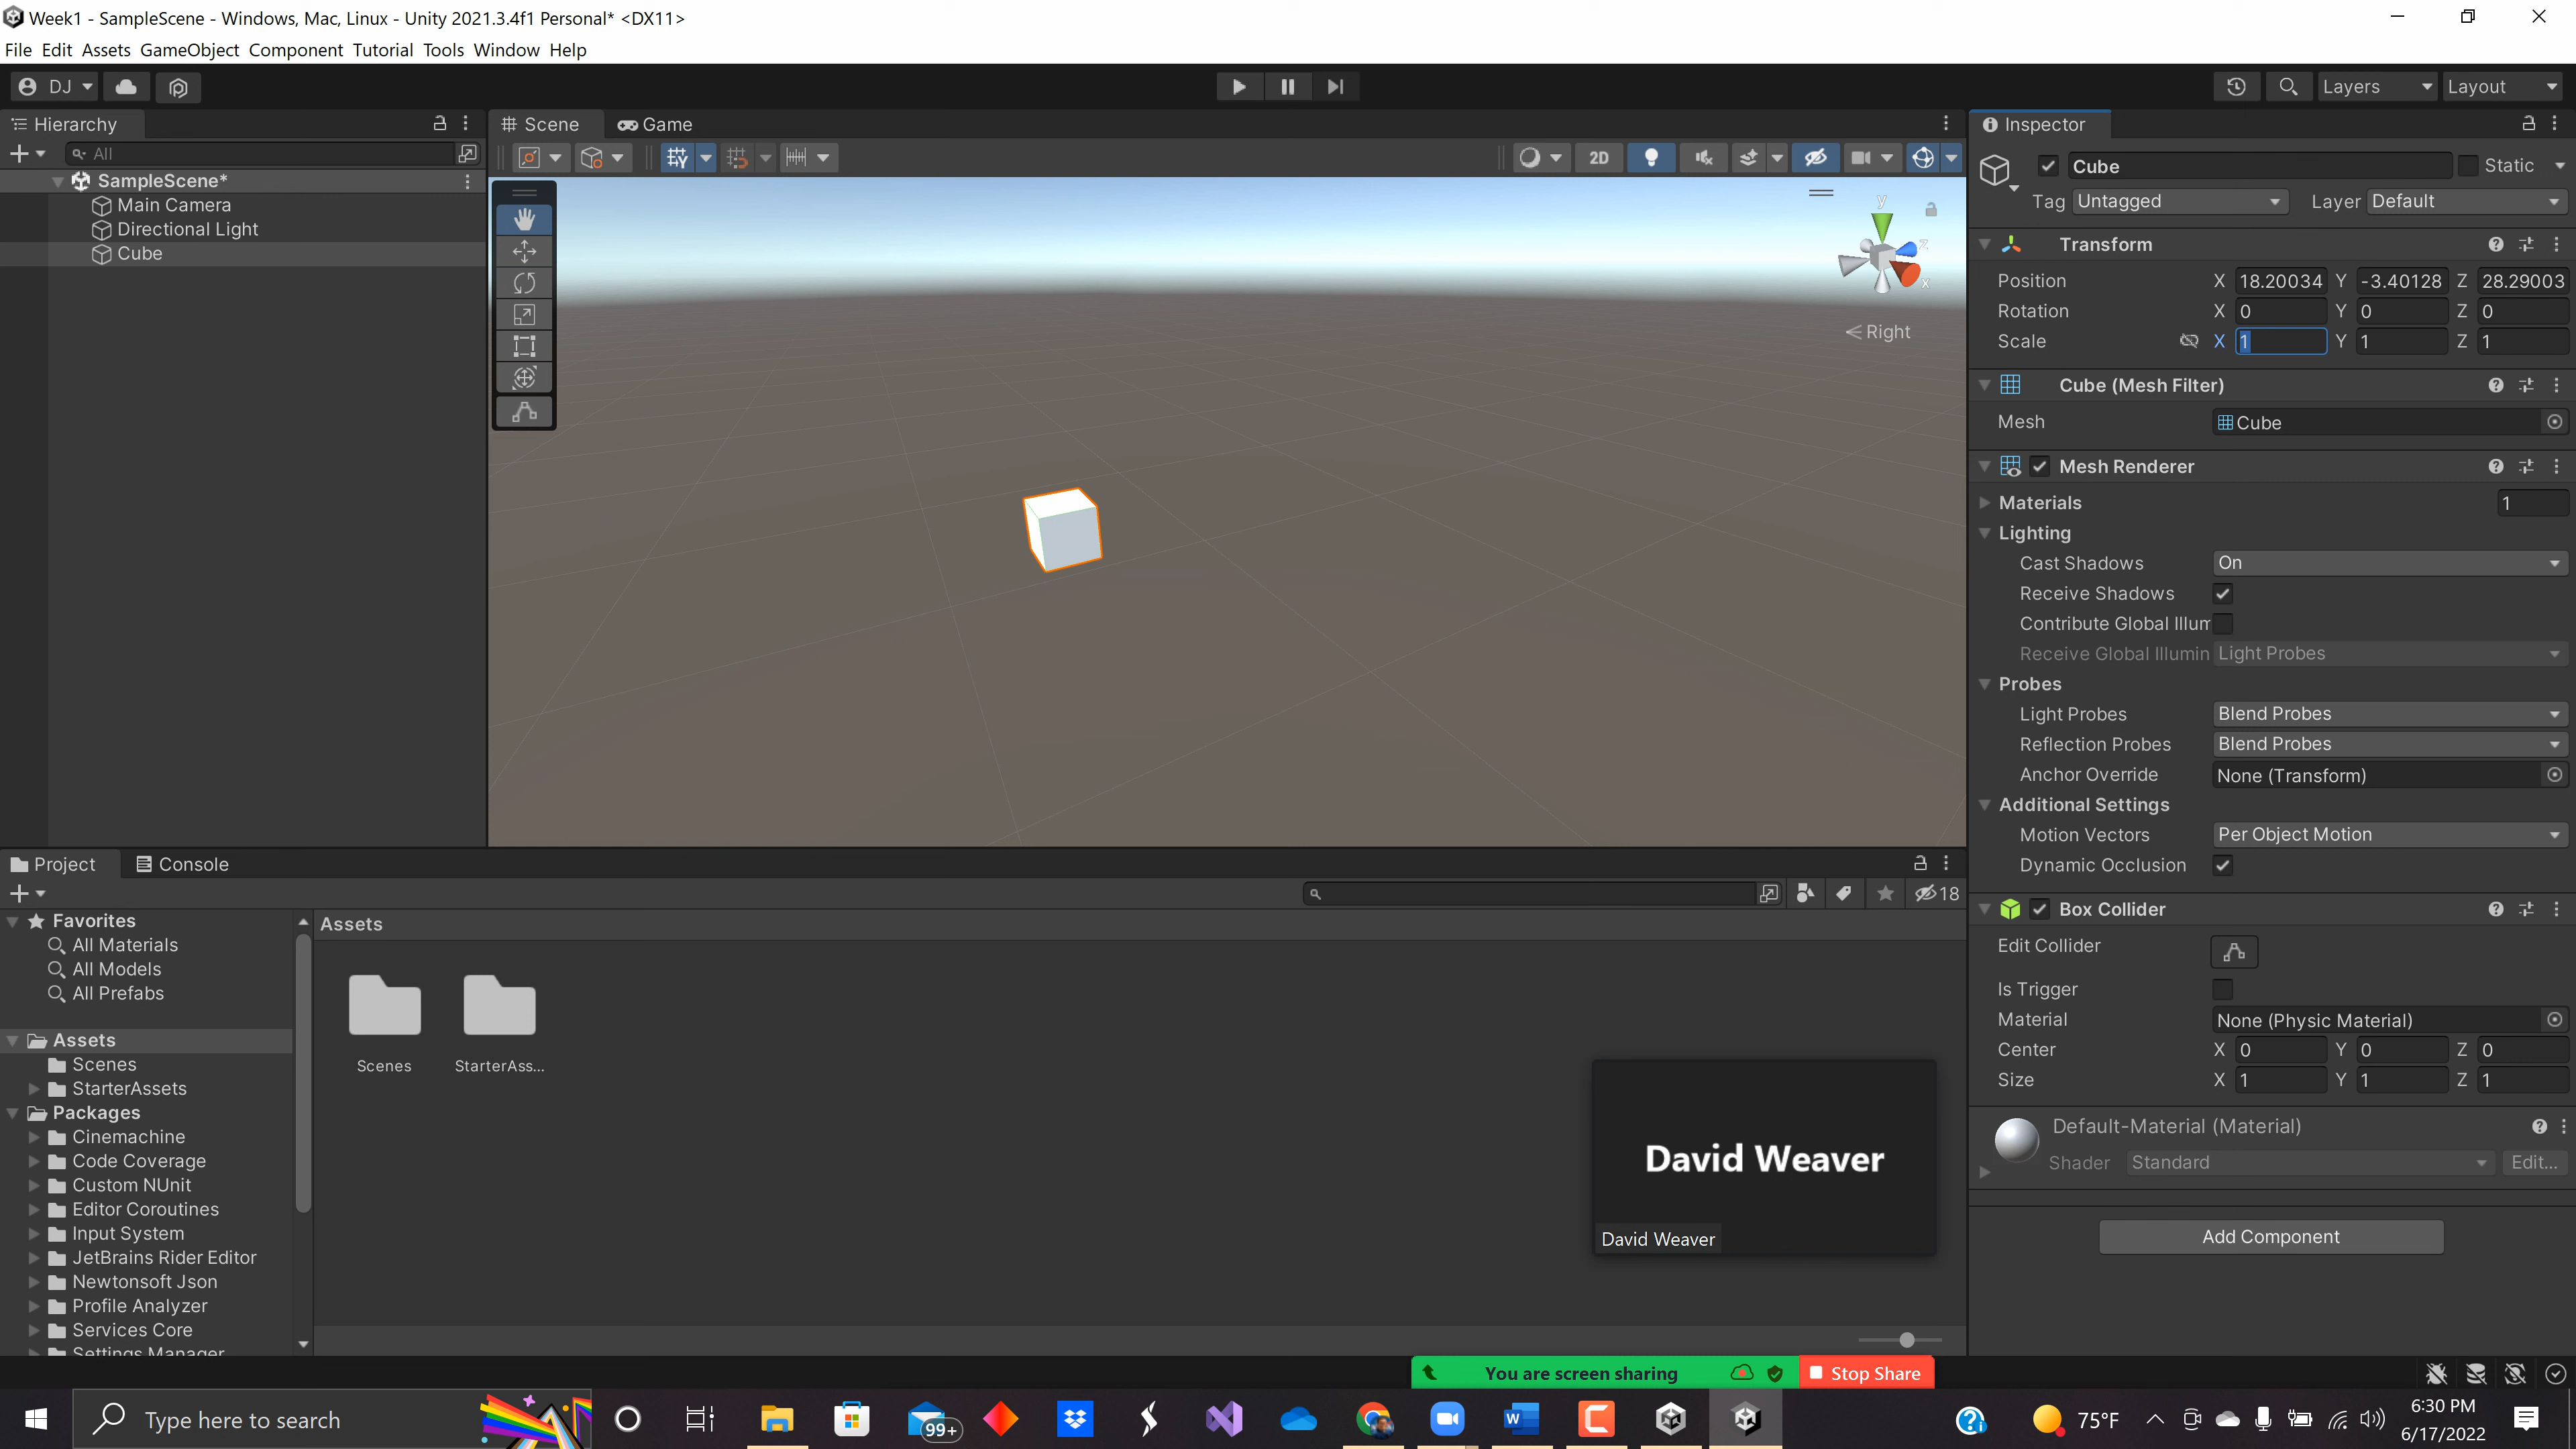 Week1 - SampleScene - Windows, Mac, Linux - Unity 2021.3.4f1 Personal* <DX11>
File Edit Assets GameObject Component Tutorial Tools Window Help
DJ
Layers
Layout
Hierarchy
All
SampleScene*
Main Camera
Directional Light
Cube
Scene
Game
2D
y
z
x
Right
Inspector
Cube
Static
Tag Untagged Layer Default
Transform
Position X 18.20034 Y -3.40128 Z 28.29003
Rotation X 0 Y 0 Z 0
Scale X 1 Y 1 Z 1
Cube (Mesh Filter)
Mesh Cube
Mesh Renderer
Materials 1
Lighting
Cast Shadows On
Receive Shadows
Contribute Global Illum
Receive Global Illumin Light Probes
Probes
Light Probes Blend Probes
Reflection Probes Blend Probes
Anchor Override None (Transform)
Additional Settings
Motion Vectors Per Object Motion
Dynamic Occlusion
Box Collider
Edit Collider
Is Trigger
Material None (Physic Material)
Center X 0 Y 0 Z 0
Size X 1 Y 1 Z 1
Default-Material (Material)
Shader Standard Edit...
Add Component
Project
Console
18
Favorites
All Materials
All Models
All Prefabs
Assets
Scenes
StarterAssets
Packages
Cinemachine
Code Coverage
Custom NUnit
Editor Coroutines
Input System
JetBrains Rider Editor
Newtonsoft Json
Profile Analyzer
Services Core
Settings Manager
Assets
Scenes
StarterAss...
David Weaver
David Weaver
You are screen sharing
Stop Share
Type here to search
99+
75°F
6:30 PM
6/17/2022